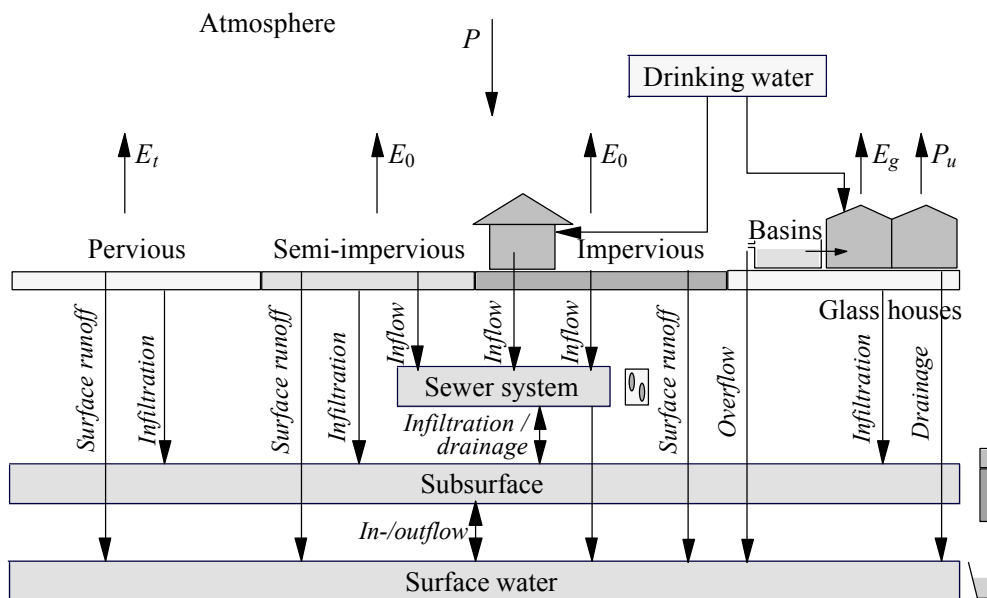 Atmosphere
P
Drinking water
E_t
E_0
E_0
E_g
P_u
Pervious
Semi-impervious
Impervious
Basins
Glass houses
Surface runoff
Infiltration
Surface runoff
Infiltration
Inflow
Inflow
Inflow
Surface runoff
Overflow
Infiltration
Drainage
Sewer system
Infiltration /
drainage
Subsurface
In-/outflow
Surface water